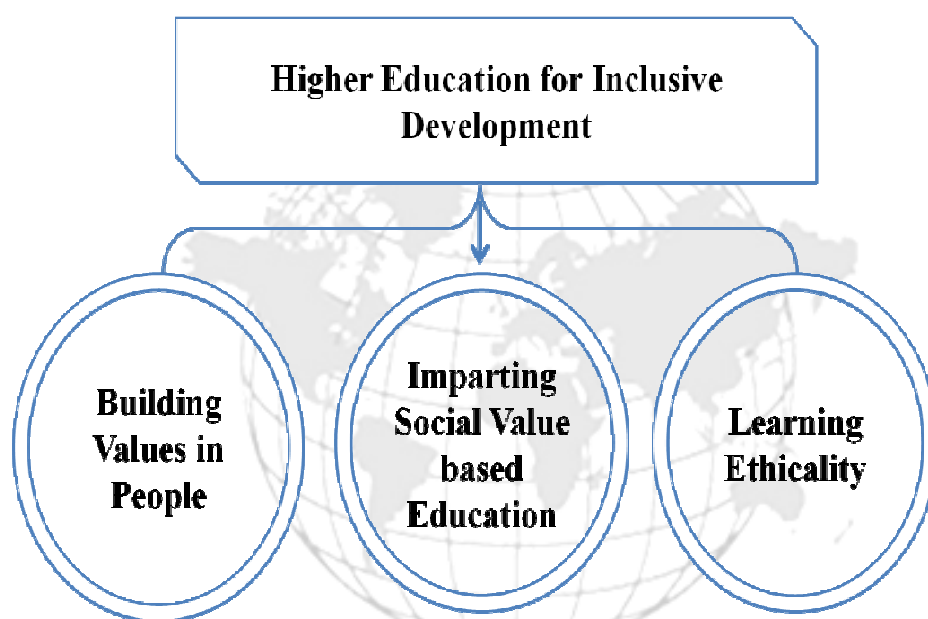 Higher Education for Inclusive
Development
Building
Values in
People
Imparting
Social Value
based
Education
Learning
Ethicality